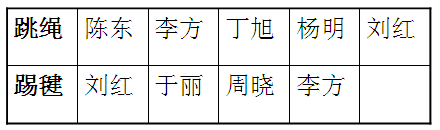 跳绳 陈东 李方 丁旭 杨明 刘红
踢毽 刘红 于丽 周晓 李方